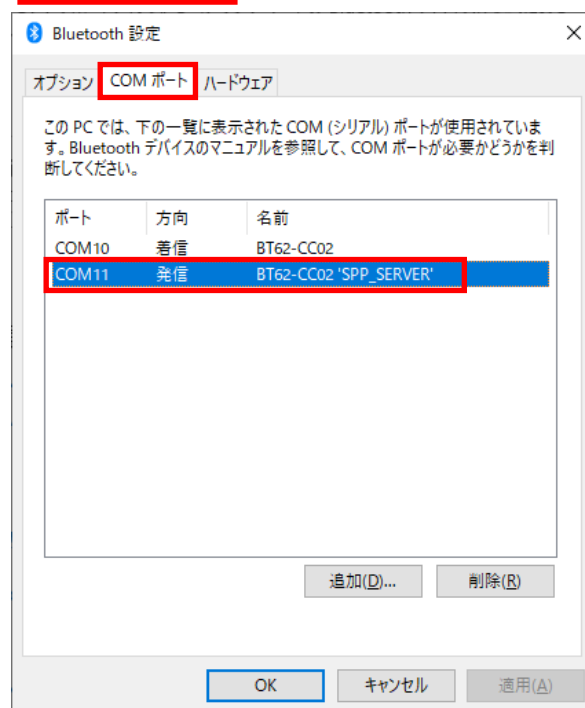 Bluetooth 設定
オプション COM ポート ハードウェア
この PC では、下の一覧に表示された COM (シリアル) ポートが使用されていま
す。Bluetooth デバイスのマニュアルを参照して、COM ポートが必要かどうかを判
断してください。
ポート 方向 名前
COM10 着信 BT62-CC02
COM11 発信 BT62-CC02 'SPP_SERVER'
追加(D)... 削除(R)
OK キャンセル 適用(A)